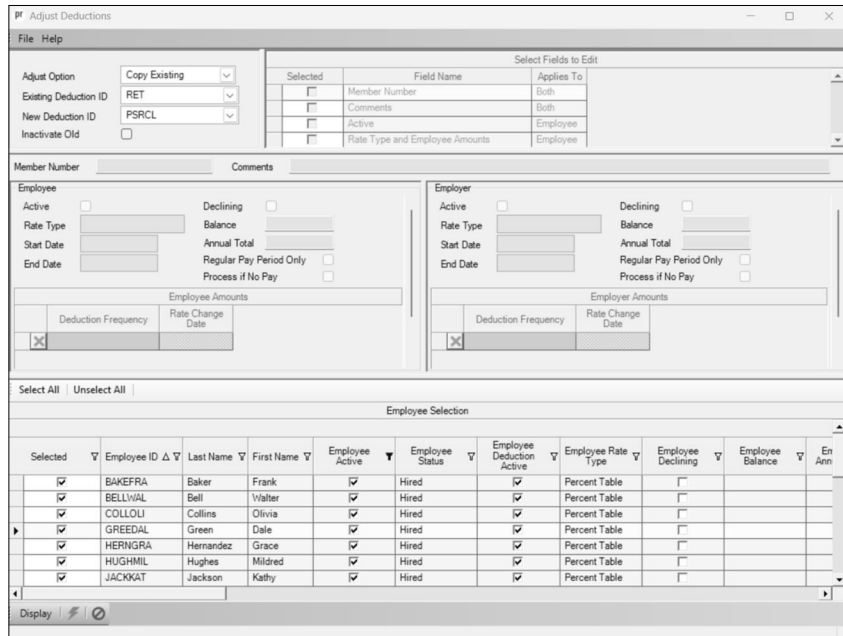 pr Adjust Deductions
File Help
Adjust Option Copy Existing
Existing Deduction ID RET
New Deduction ID PSRCL
Inactivate Old
Select Fields to Edit
Selected Field Name Applies To
Member Number Both
Comments Both
Active Employee
Rate Type and Employee Amounts Employee
Member Number Comments
Employee
Active Declining
Rate Type Balance
Start Date Annual Total
End Date Regular Pay Period Only
Process if No Pay
Employee Amounts
Deduction Frequency Rate Change Date
Employer
Active Declining
Rate Type Balance
Start Date Annual Total
End Date Regular Pay Period Only
Process if No Pay
Employer Amounts
Deduction Frequency Rate Change Date
Select All Unselect All
Employee Selection
Selected Employee ID Last Name First Name Employee Active Employee Status Employee Deduction Active Employee Rate Type Employee Declining Employee Balance
BAKEFRA Baker Frank Hired Percent Table
BELLWAL Bell Walter Hired Percent Table
COLLOLI Collins Olivia Hired Percent Table
GREEDAL Green Dale Hired Percent Table
HERNGRA Hernandez Grace Hired Percent Table
HUGHMIL Hughes Mildred Hired Percent Table
JACKKAT Jackson Kathy Hired Percent Table
Display